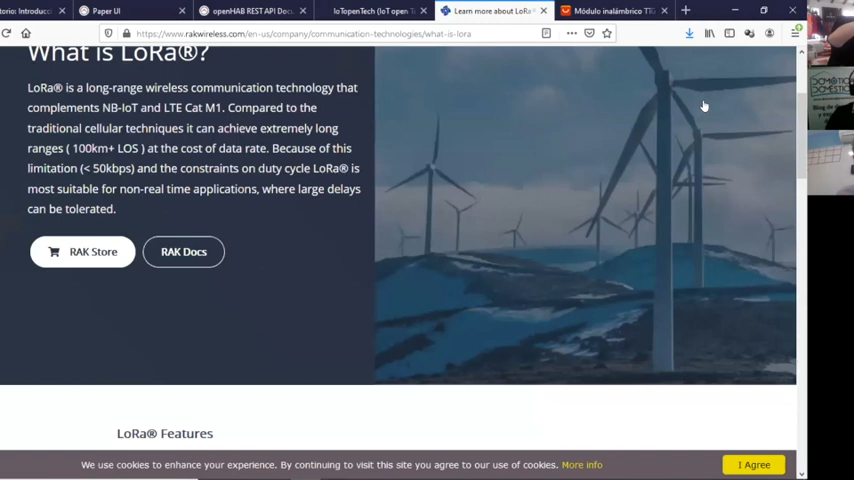 torio: Introducci
Paper UI
openHAB REST API Docu
IoTopenTech (IoT open Te
Learn more about LoRa®
Módulo inalámbrico TTG
https://www.rakwireless.com/en-us/company/communication-technologies/what-is-lora
What is LoRa®?
LoRa® is a long-range wireless communication technology that
complements NB-IoT and LTE Cat M1. Compared to the
traditional cellular techniques it can achieve extremely long
ranges ( 100km+ LOS ) at the cost of data rate. Because of this
limitation (< 50kbps) and the constraints on duty cycle LoRa® is
most suitable for non-real time applications, where large delays
can be tolerated.
RAK Store
RAK Docs
LoRa® Features
We use cookies to enhance your experience. By continuing to visit this site you agree to our use of cookies. More info
I Agree